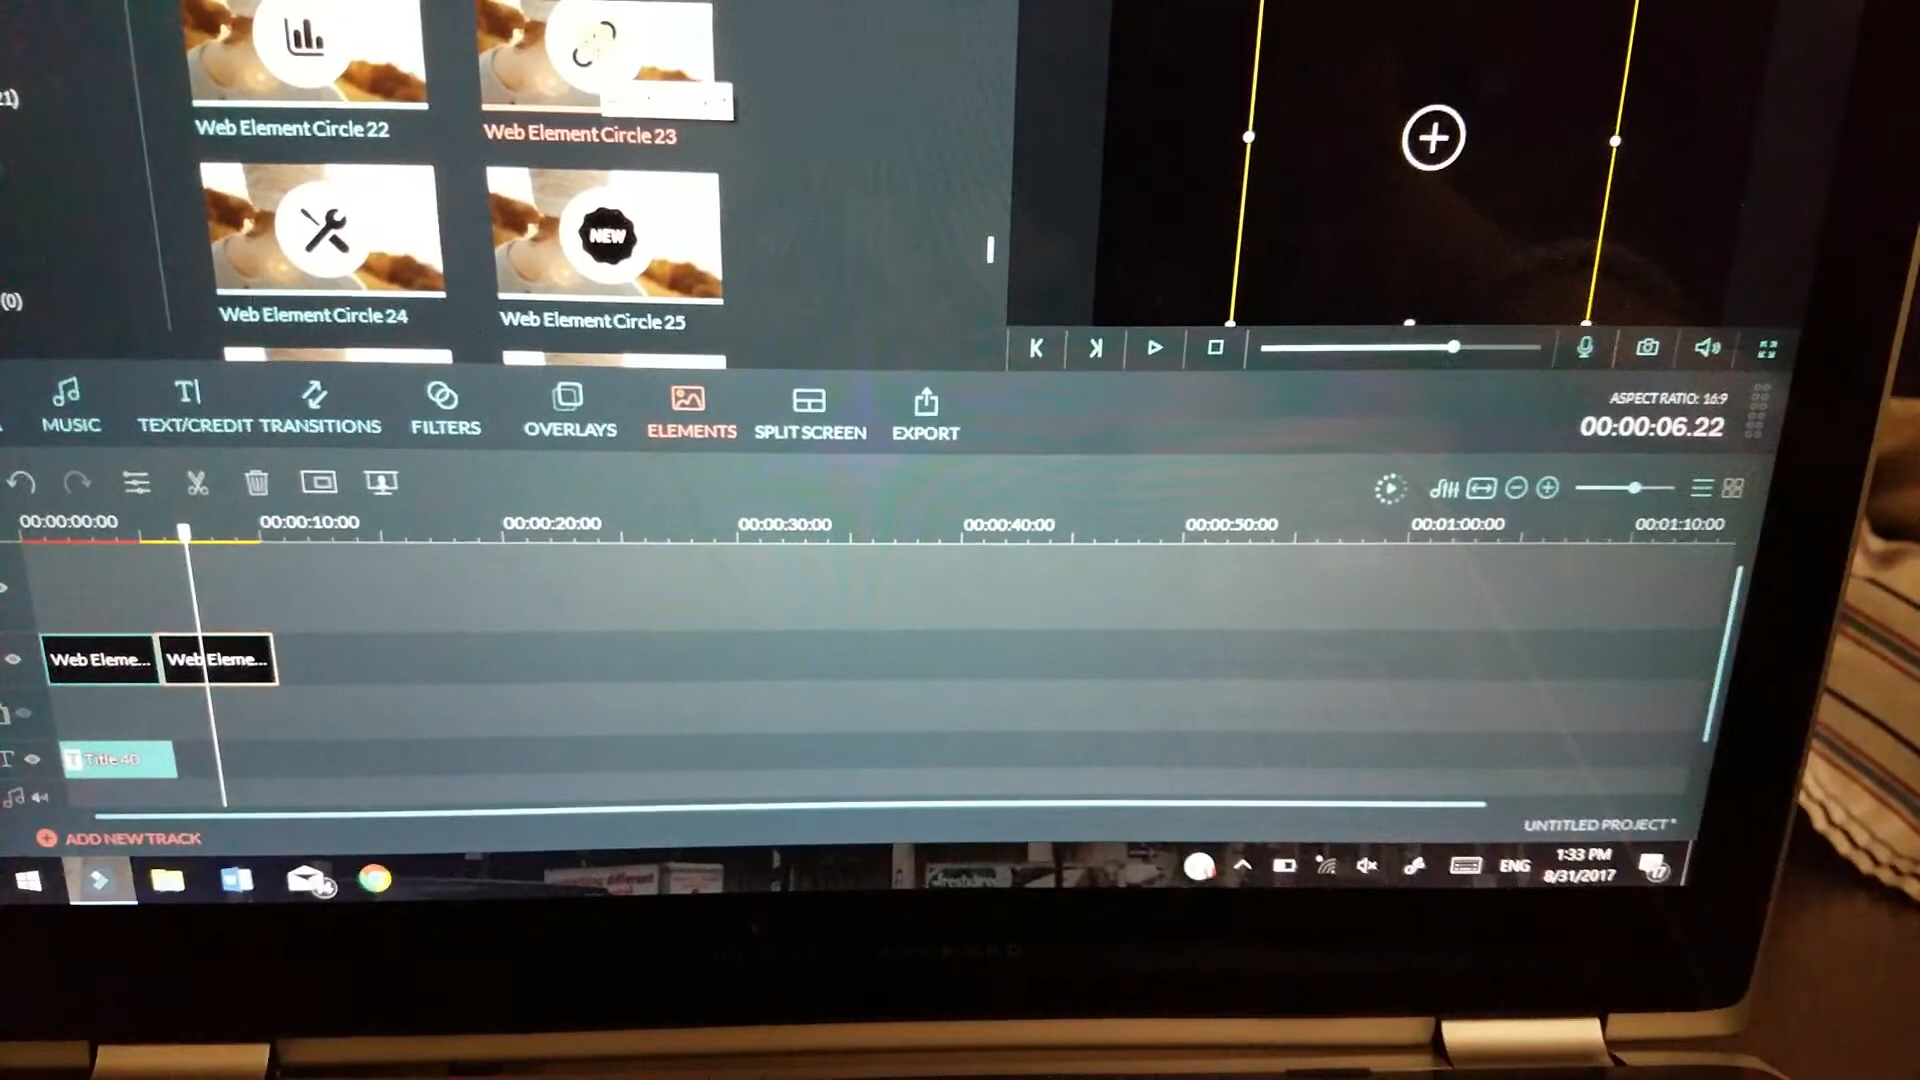 Web Element Circle 22
Web Element Circle 23
NEW
Web Element Circle 24
Web Element Circle 25
(0)
MUSIC
TEXT/CREDIT
TRANSITIONS
FILTERS
OVERLAYS
ELEMENTS
SPLIT SCREEN
EXPORT
ASPECT RATIO: 16:9
00:00:06.22
00:00:00:00
00:00:10:00
00:00:20:00
00:00:30:00
00:00:40:00
00:00:50:00
00:01:00:00
00:01:10:00
Web Eleme...
Web Eleme...
T Title 40
ADD NEW TRACK
UNTITLED PROJECT*
ENG
1:33 PM
8/31/2017
17